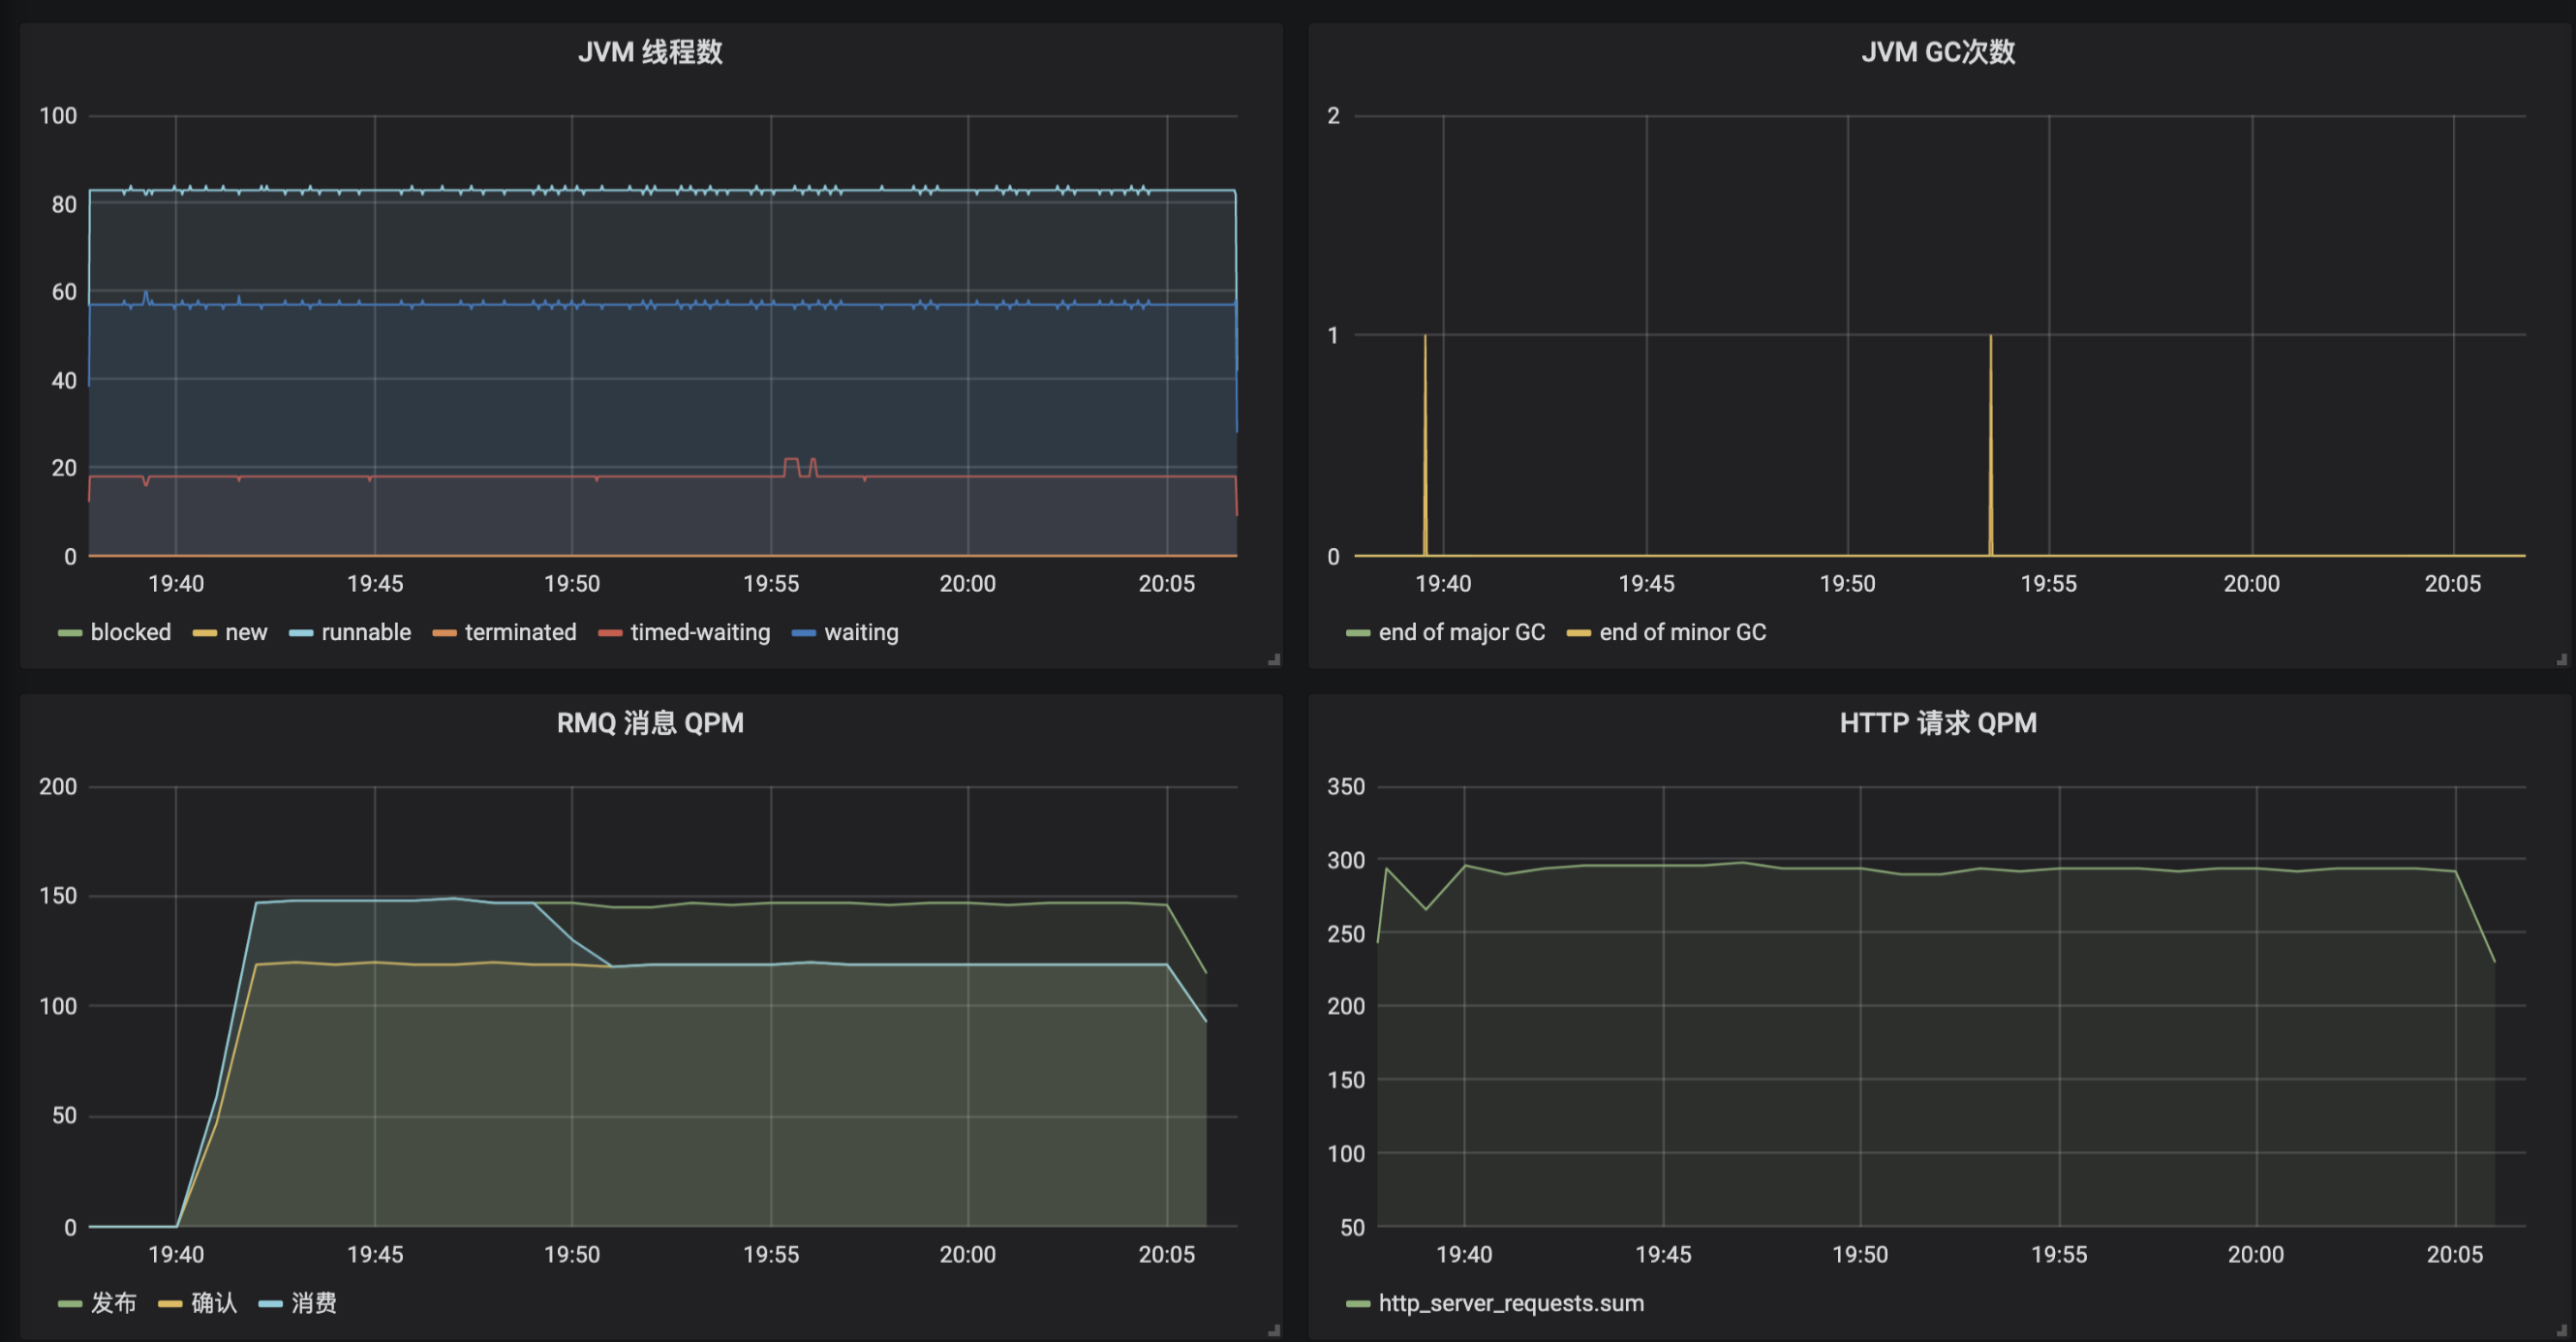 JVM 线程数
100
80
60
40
20
0
19:40 19:45 19:50 19:55 20:00 20:05
blocked new runnable terminated timed-waiting waiting
JVM GC次数
2
1
0
19:40 19:45 19:50 19:55 20:00 20:05
end of major GC end of minor GC
RMQ 消息 QPM
200
150
100
50
0
19:40 19:45 19:50 19:55 20:00 20:05
发布 确认 消费
HTTP 请求 QPM
350
300
250
200
150
100
50
19:40 19:45 19:50 19:55 20:00 20:05
http_server_requests.sum